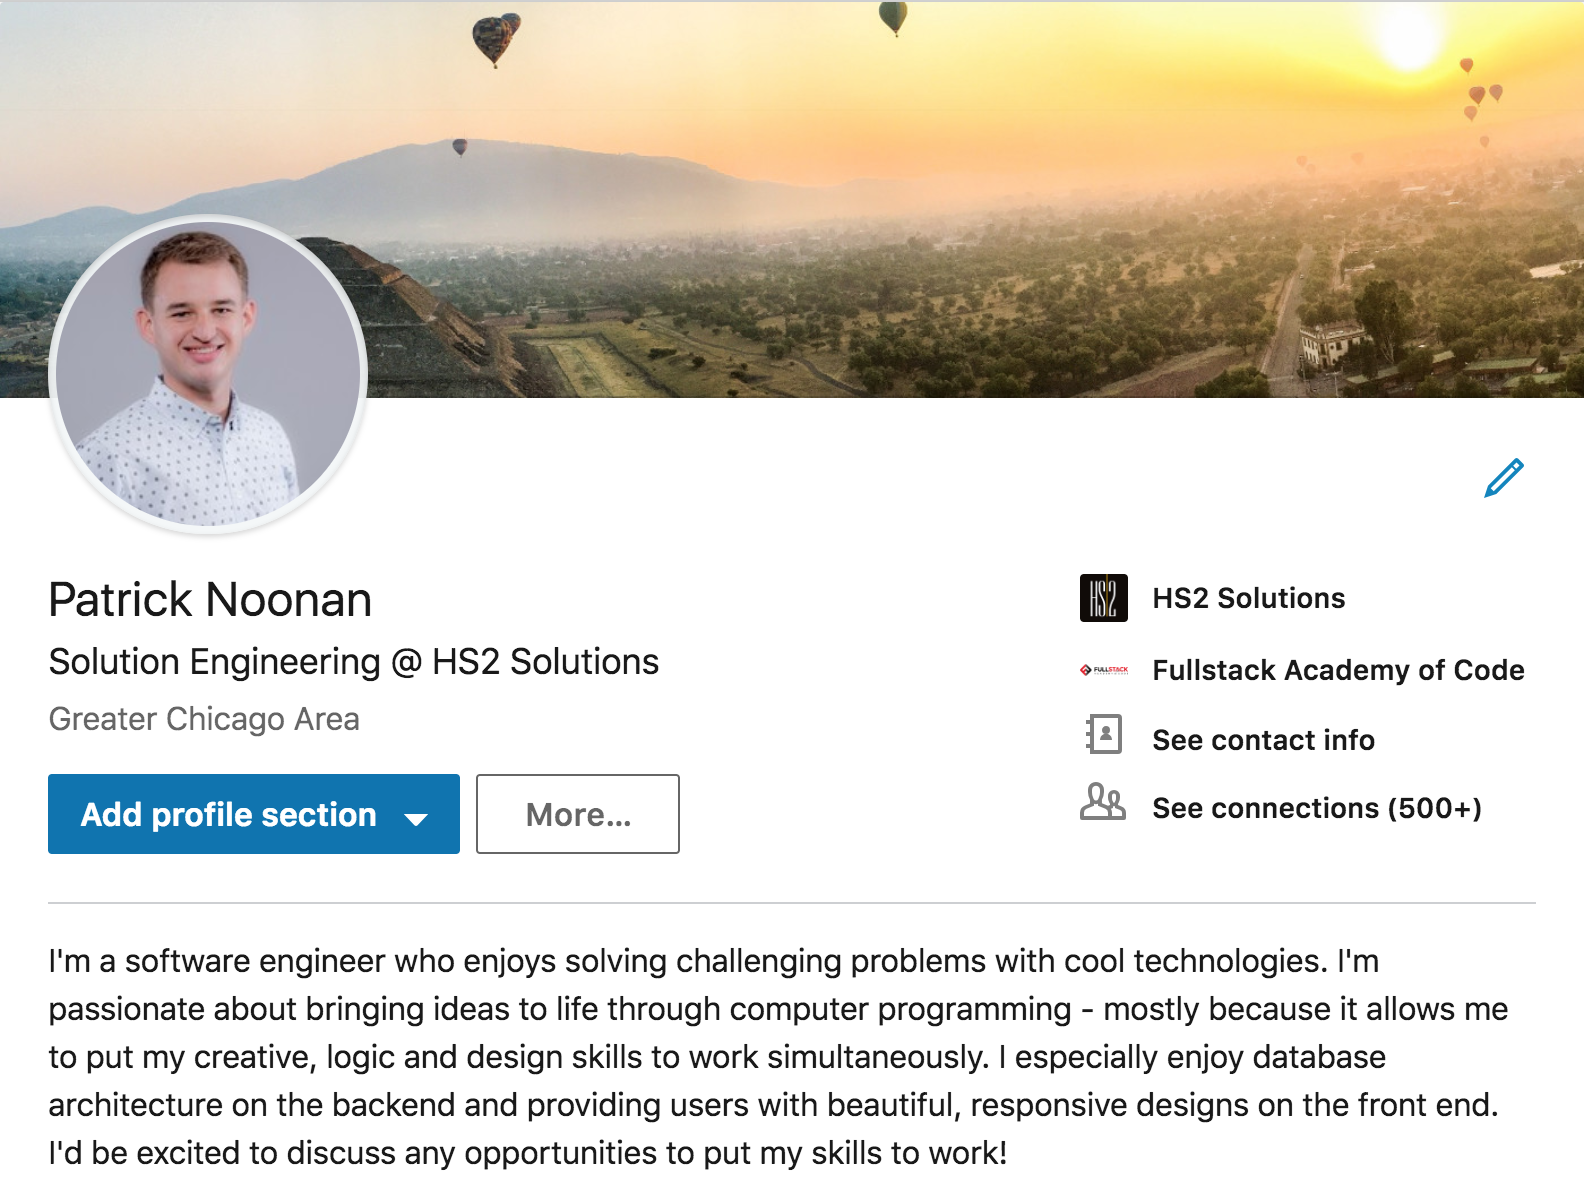 Patrick Noonan
Solution Engineering @ HS2 Solutions
Greater Chicago Area
Add profile section
More...
HS2
HS2 Solutions
FULLSTACK
Fullstack Academy of Code
See contact info
See connections (500+)
I'm a software engineer who enjoys solving challenging problems with cool technologies. I'm
passionate about bringing ideas to life through computer programming - mostly because it allows me
to put my creative, logic and design skills to work simultaneously. I especially enjoy database
architecture on the backend and providing users with beautiful, responsive designs on the front end.
I'd be excited to discuss any opportunities to put my skills to work!